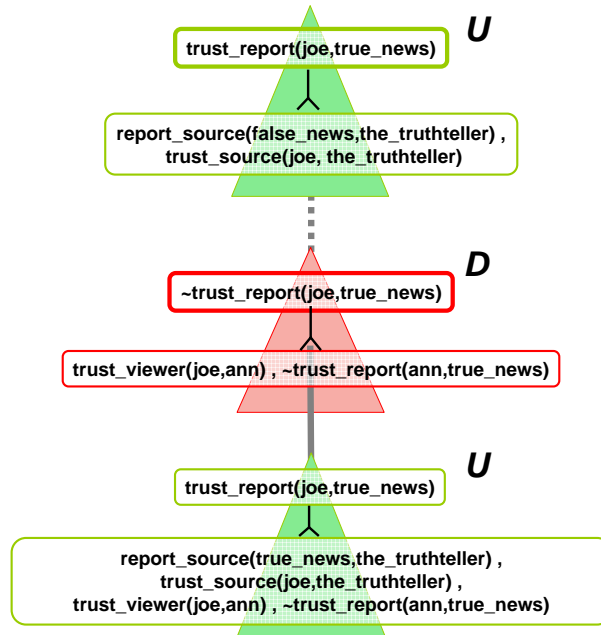 U
trust_report(joe,true_news)
report_source(false_news,the_truthteller) ,
trust_source(joe, the_truthteller)
D
~trust_report(joe,true_news)
trust_viewer(joe,ann) , ~trust_report(ann,true_news)
U
trust_report(joe,true_news)
report_source(true_news,the_truthteller) ,
trust_source(joe,the_truthteller) ,
trust_viewer(joe,ann) , ~trust_report(ann,true_news)